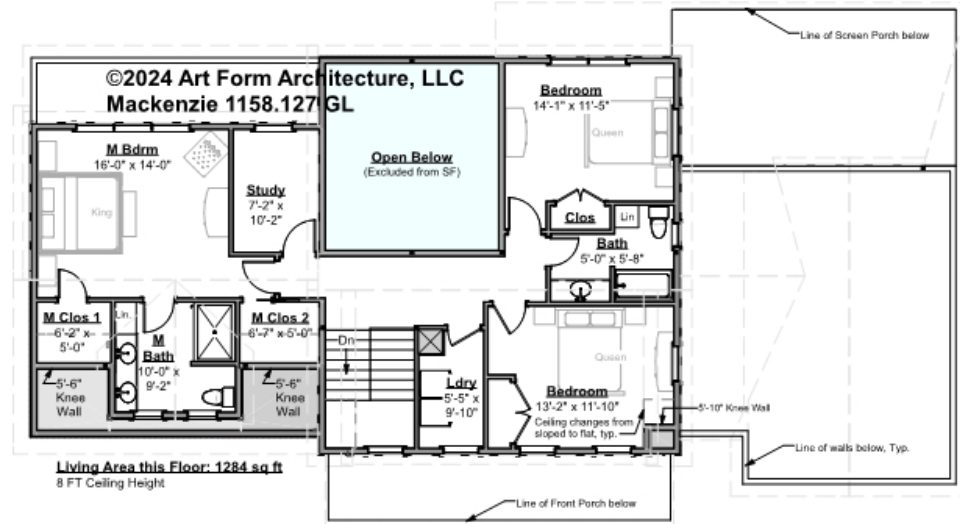 Line of Screen Porch below
©2024 Art Form Architecture, LLC
Mackenzie 1158.127 GL
Bedroom
14'-1" x 11'-5"
Queen
M Bdrm
16'-0" x 14'-0"
King
Study
7'-2" x
10'-2"
Open Below
(Excluded from SF)
Clos
Lin
Bath
5'-0" x 5'-8"
M Clos 1
6'-2" x
5'-0"
Lin.
M
Bath
10'-0" x
9'-2"
M Clos 2
6'-7" x 5'-0"
Dn
Ldry
5'-5" x
9'-10"
Queen
Bedroom
13'-2" x 11'-10"
Ceiling changes from
sloped to flat, typ.
5'-10" Knee Wall
5'-6"
Knee
Wall
5'-6"
Knee
Wall
Line of walls below, Typ.
Living Area this Floor: 1284 sq ft
8 FT Ceiling Height
Line of Front Porch below